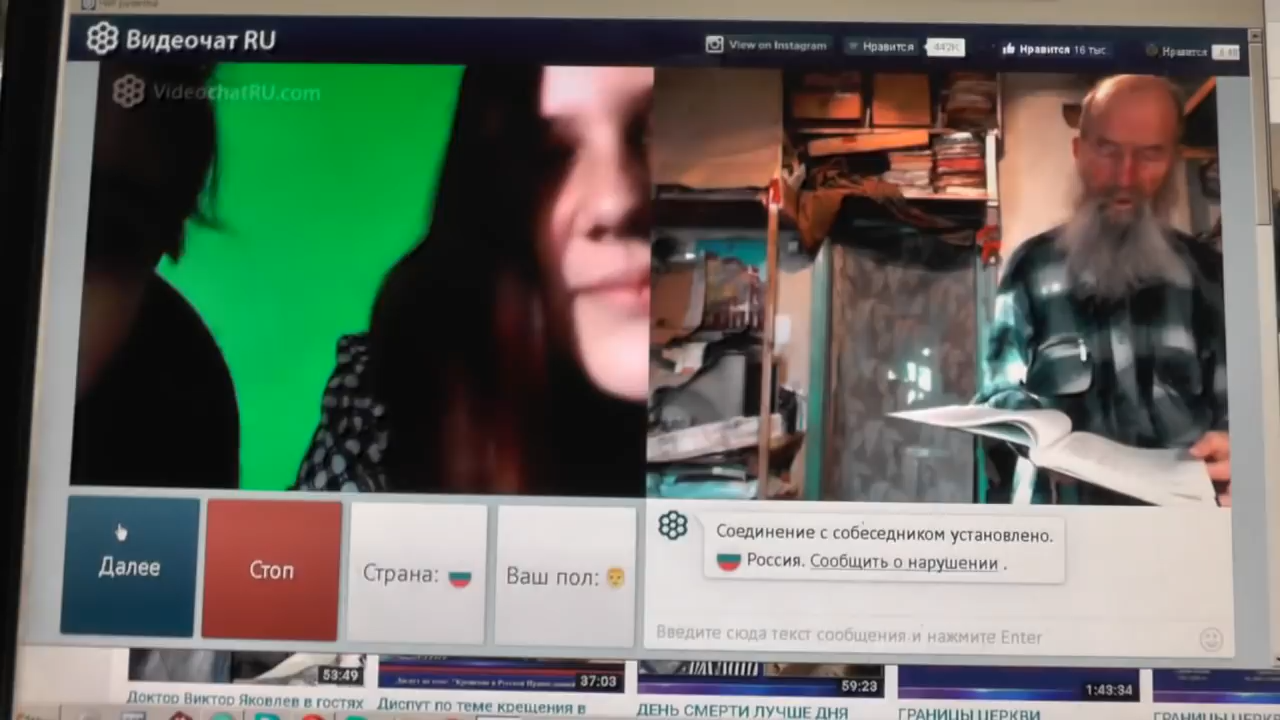 Видеочат RU
View on Instagram
Нравится
442K
Нравится 16 тыс.
Нравится
VideochatRU.com
Далее
Стоп
Страна:
Ваш пол:
Соединение с собеседником установлено.
Россия. Сообщить о нарушении .
Введите сюда текст сообщения и нажмите Enter
53:49
37:03
59:23
1:43:34
Доктор Виктор Яковлев в гостях
Диспут по теме крещения в
ДЕНЬ СМЕРТИ ЛУЧШЕ ДНЯ
ГРАНИЦЫ ЦЕРКВИ